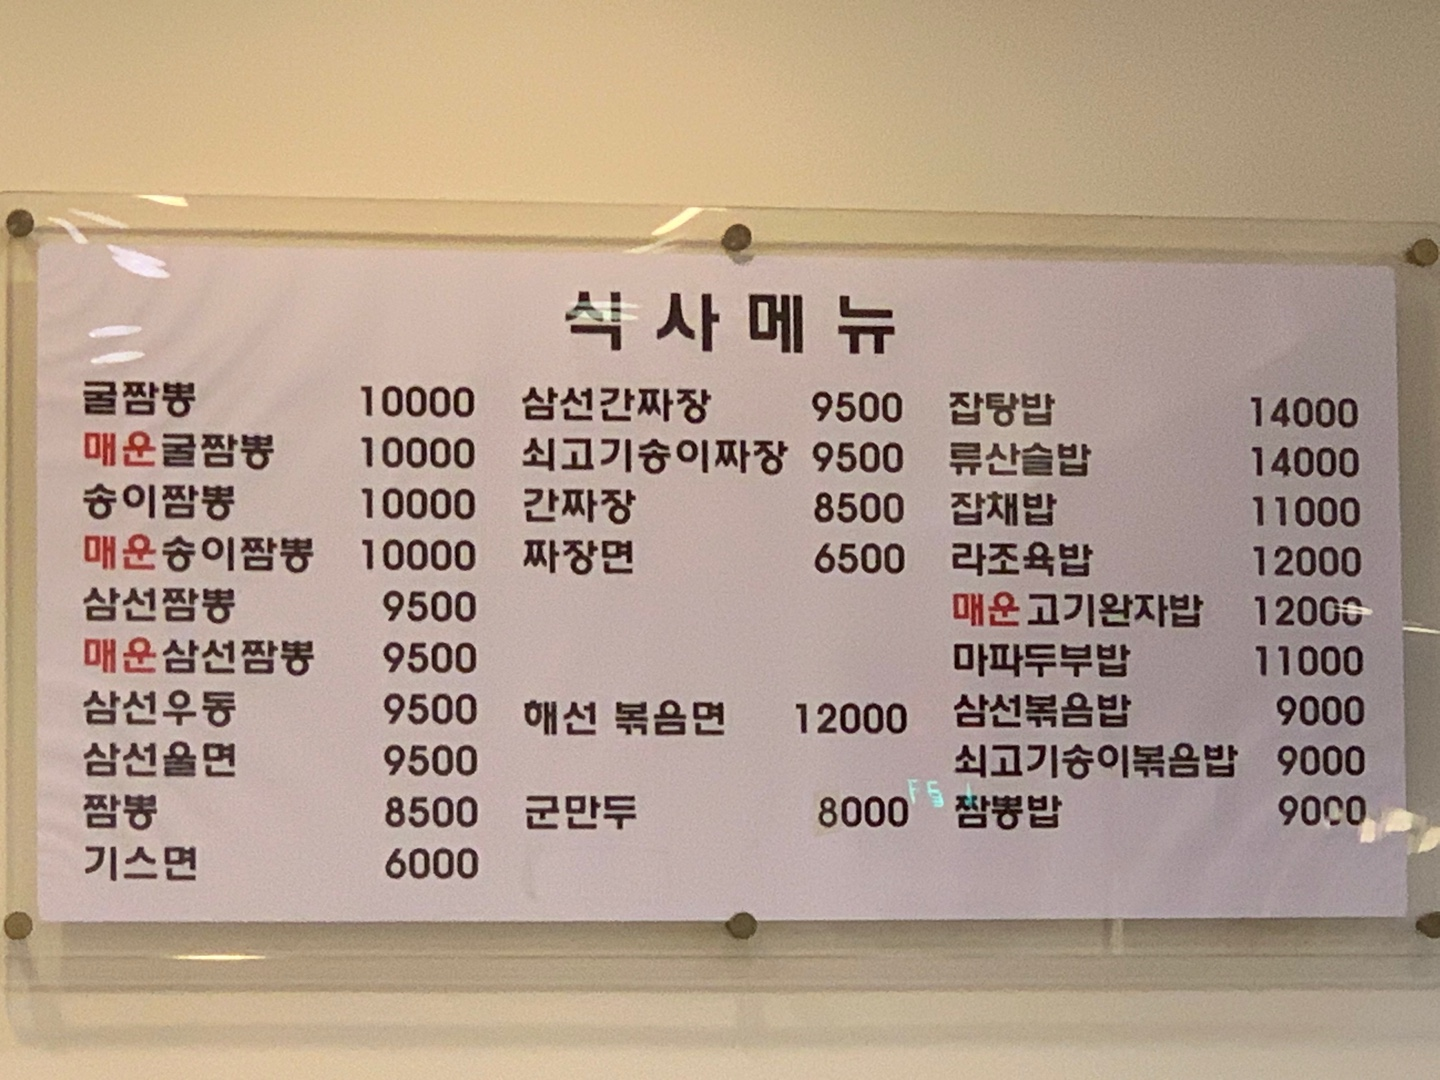 식사메뉴
굴짬뽕 10000
매운굴짬뽕 10000
송이짬뽕 10000
매운송이짬뽕 10000
삼선짬뽕 9500
매운삼선짬뽕 9500
삼선우동 9500
삼선울면 9500
짬뽕 8500
기스면 6000
삼선간짜장 9500
쇠고기송이짜장 9500
간짜장 8500
짜장면 6500
해선 볶음면 12000
군만두 8000
잡탕밥 14000
류산슬밥 14000
잡채밥 11000
라조육밥 12000
매운고기완자밥 12000
마파두부밥 11000
삼선볶음밥 9000
쇠고기송이볶음밥 9000
짬뽕밥 9000